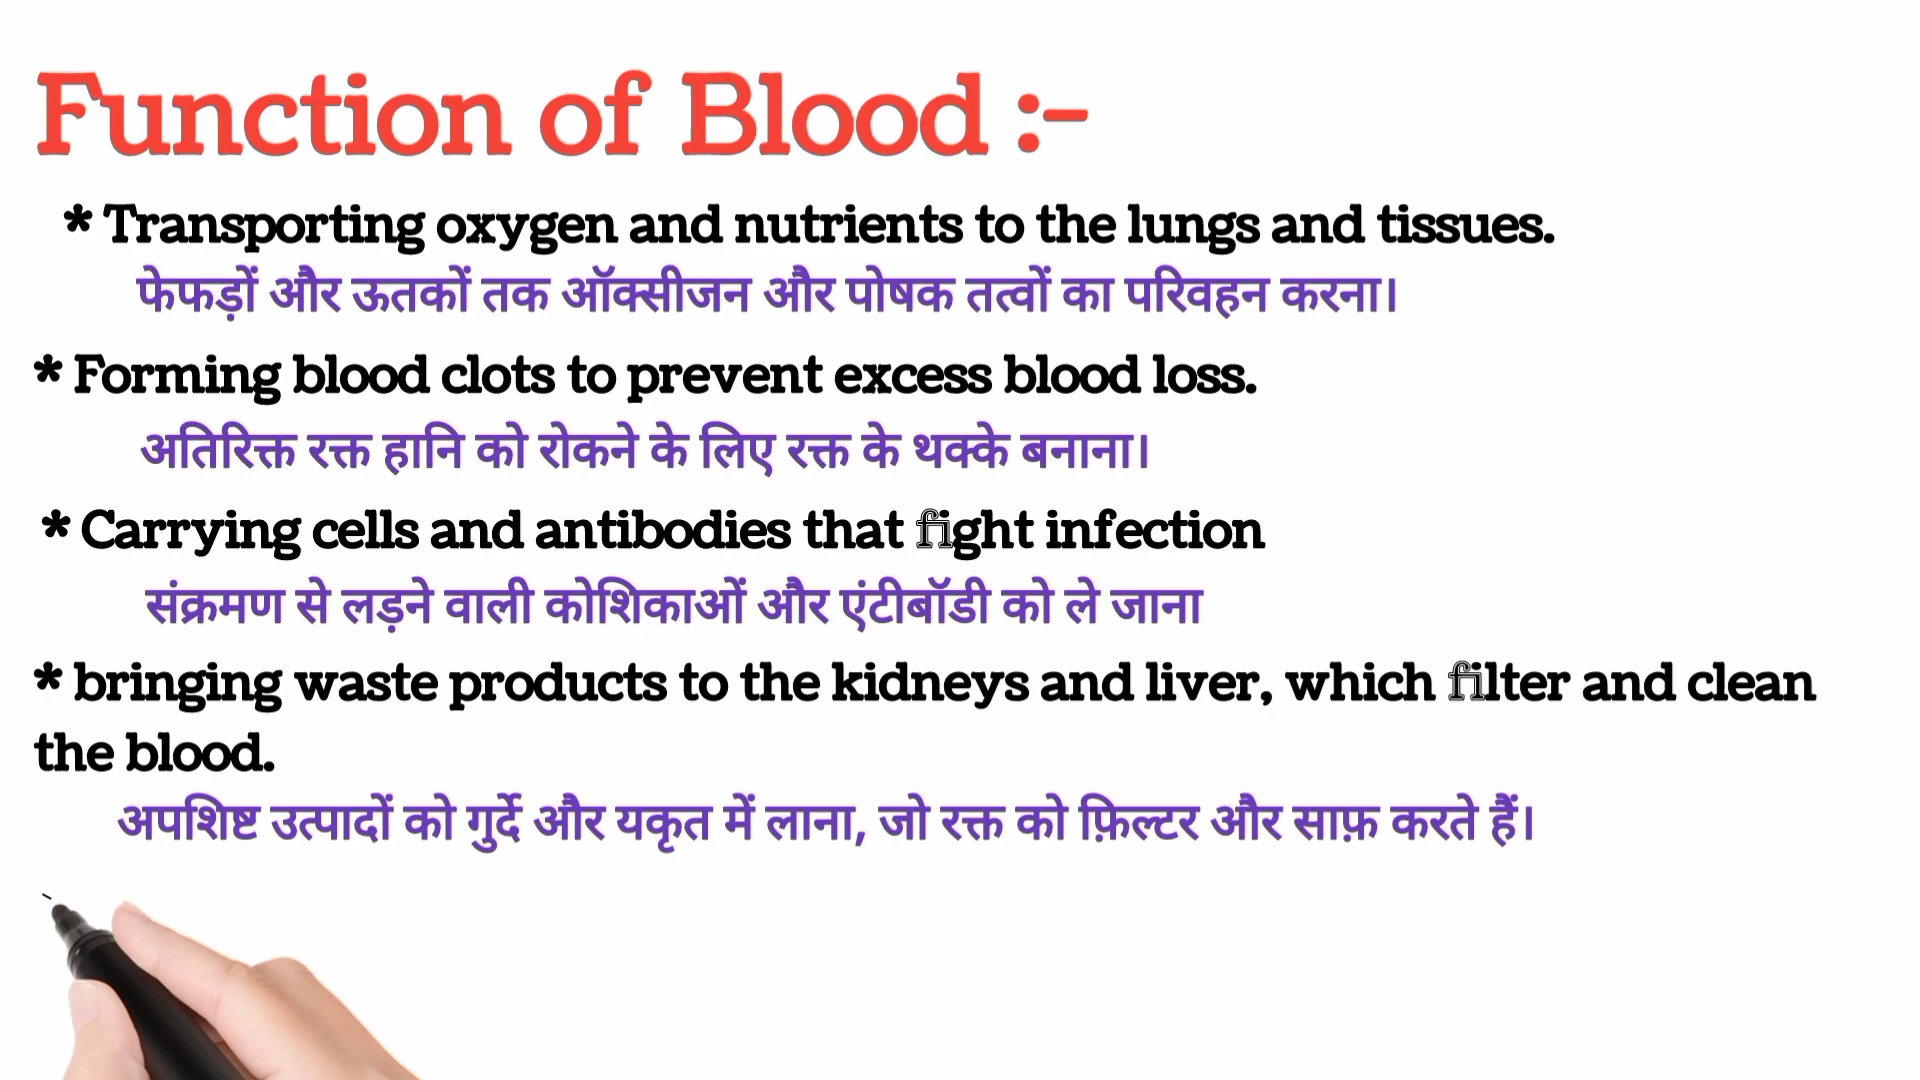 Function of Blood :-
* Transporting oxygen and nutrients to the lungs and tissues.
फेफड़ों और ऊतकों तक ऑक्सीजन और पोषक तत्वों का परिवहन करना।
* Forming blood clots to prevent excess blood loss.
अतिरिक्त रक्त हानि को रोकने के लिए रक्त के थक्के बनाना।
* Carrying cells and antibodies that fight infection
संक्रमण से लड़ने वाली कोशिकाओं और एंटीबॉडी को ले जाना
* bringing waste products to the kidneys and liver, which filter and clean
the blood.
अपशिष्ट उत्पादों को गुर्दे और यकृत में लाना, जो रक्त को फ़िल्टर और साफ़ करते हैं।